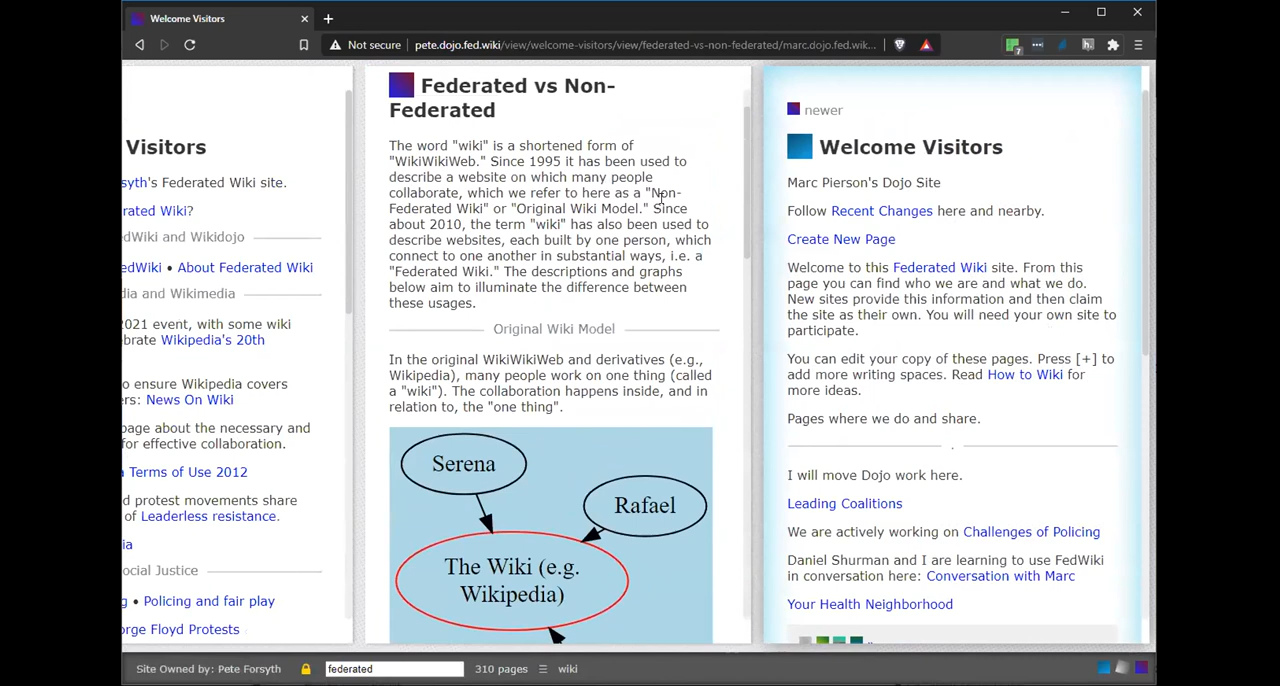 Welcome Visitors
Not secure
pete.dojo.fed.wiki/view/welcome-visitors/view/federated-vs-non-federated/marc.dojo.fed.wik...
7
h.
Visitors
syth's Federated Wiki site.
rated Wiki?
edWiki and Wikidojo
edWiki • About Federated Wiki
dia and Wikimedia
2021 event, with some wiki
ebrate Wikipedia's 20th
o ensure Wikipedia covers
ers: News On Wiki
page about the necessary and
for effective collaboration.
a Terms of Use 2012
d protest movements share
of Leaderless resistance.
ia
ocial Justice
g • Policing and fair play
orge Floyd Protests
Federated vs Non-
Federated
The word "wiki" is a shortened form of
"WikiWikiWeb." Since 1995 it has been used to
describe a website on which many people
collaborate, which we refer to here as a "Non-
Federated Wiki" or "Original Wiki Model." Since
about 2010, the term "wiki" has also been used to
describe websites, each built by one person, which
connect to one another in substantial ways, i.e. a
"Federated Wiki." The descriptions and graphs
below aim to illuminate the difference between
these usages.
Original Wiki Model
In the original WikiWikiWeb and derivatives (e.g.,
Wikipedia), many people work on one thing (called
a "wiki"). The collaboration happens inside, and in
relation to, the "one thing".
Serena
Rafael
The Wiki (e.g.
Wikipedia)
newer
Welcome Visitors
Marc Pierson's Dojo Site
Follow Recent Changes here and nearby.
Create New Page
Welcome to this Federated Wiki site. From this
page you can find who we are and what we do.
New sites provide this information and then claim
the site as their own. You will need your own site to
participate.
You can edit your copy of these pages. Press [+] to
add more writing spaces. Read How to Wiki for
more ideas.
Pages where we do and share.
.
I will move Dojo work here.
Leading Coalitions
We are actively working on Challenges of Policing
Daniel Shurman and I are learning to use FedWiki
in conversation here: Conversation with Marc
Your Health Neighborhood
Site Owned by: Pete Forsyth
federated
310 pages
wiki